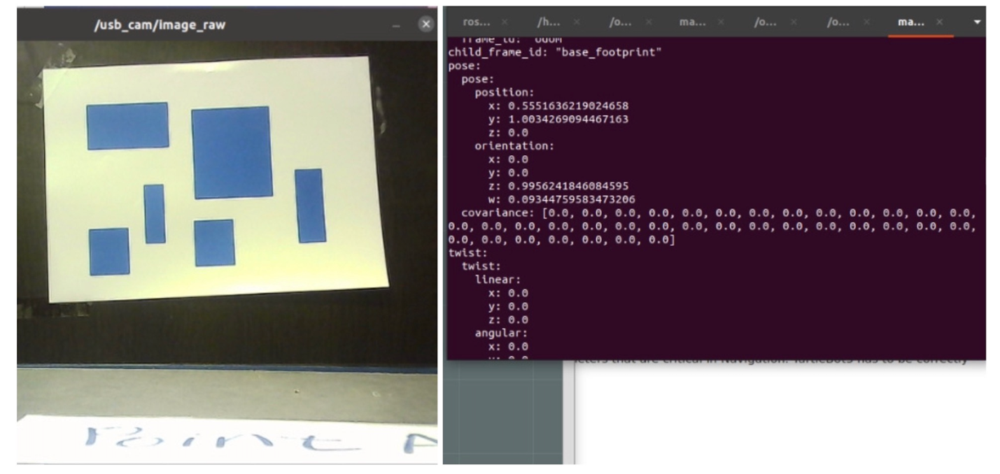 /usb_cam/image_raw
ros... /h... /o... ma... /o... /o... ma...
frame_id: "odom
child_frame_id: "base_footprint"
pose:
pose:
position:
x: 0.5551636219024658
y: 1.0034269094467163
z: 0.0
orientation:
x: 0.0
y: 0.0
z: 0.9956241846084595
w: 0.09344759583473206
covariance: [0.0, 0.0, 0.0, 0.0, 0.0, 0.0, 0.0, 0.0, 0.0, 0.0, 0.0, 0.0, 0.0,
0.0, 0.0, 0.0, 0.0, 0.0, 0.0, 0.0, 0.0, 0.0, 0.0, 0.0, 0.0, 0.0, 0.0, 0.0, 0.0,
0.0, 0.0, 0.0, 0.0, 0.0, 0.0, 0.0]
twist:
twist:
linear:
x: 0.0
y: 0.0
z: 0.0
angular:
x: 0.0
y: 0.0
that are critical in Navigation. TurtleBot3 has to be correctly
Point A